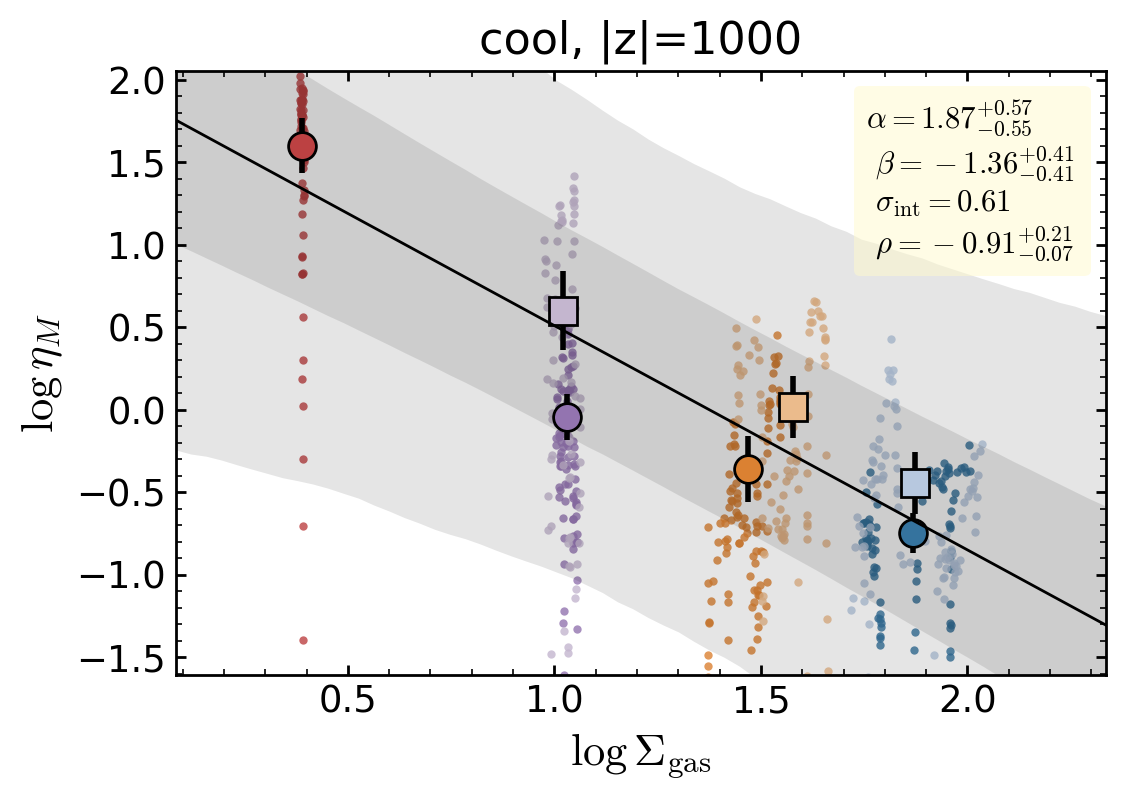 cool, |z|=1000
2.0
1.5
1.0
0.5
0.0
−0.5
−1.0
−1.5
log η_M
α = 1.87^{+0.57}_{−0.55}
β = −1.36^{+0.41}_{−0.41}
σ_int = 0.61
ρ = −0.91^{+0.21}_{−0.07}
0.5 1.0 1.5 2.0
log Σ_gas